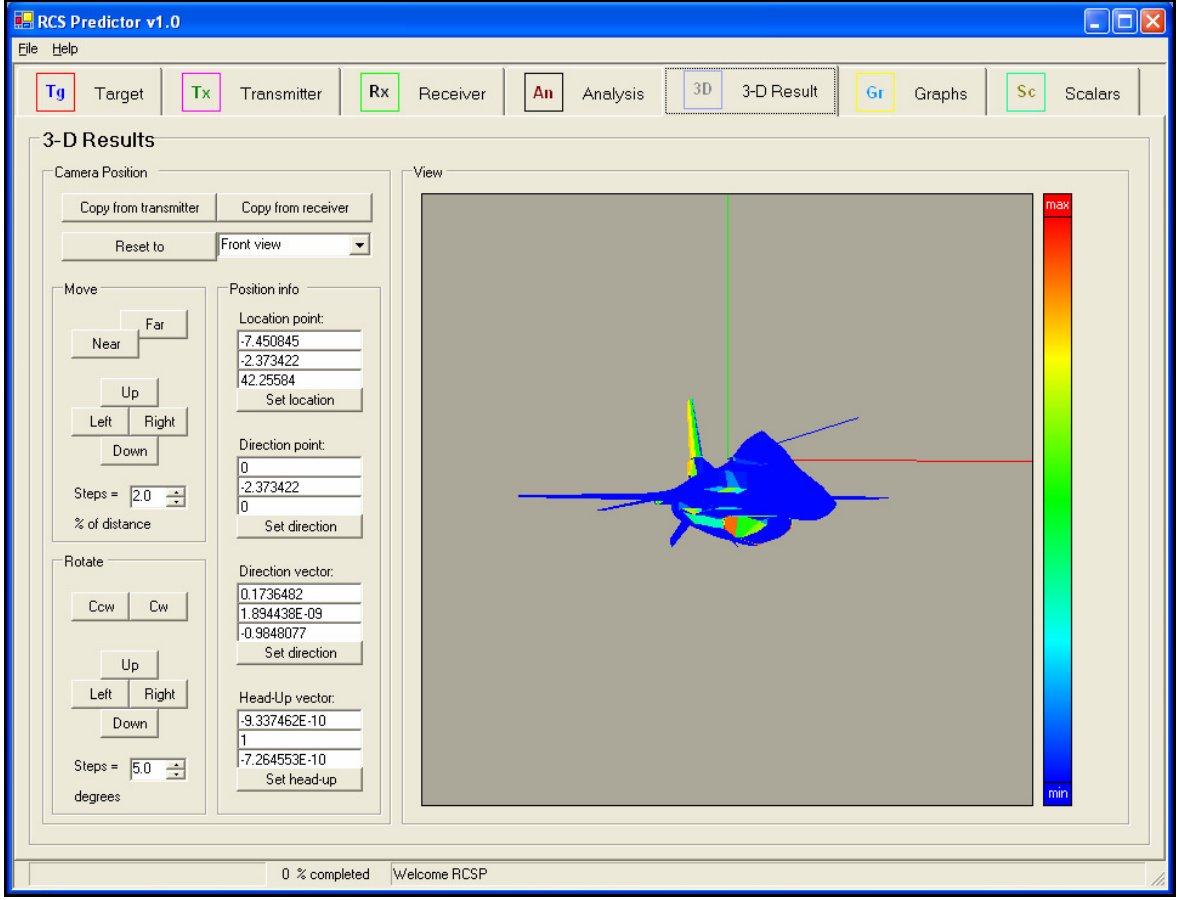 RCS Predictor v1.0
File Help
Tg Target Tx Transmitter Rx Receiver An Analysis 3D 3-D Result Gr Graphs Sc Scalars
3-D Results
Camera Position
Copy from transmitter Copy from receiver
Reset to Front view
Move
Far
Near
Up
Left Right
Down
Steps = 2.0
% of distance
Rotate
Ccw Cw
Up
Left Right
Down
Steps = 5.0
degrees
Position info
Location point:
-7.450845
-2.373422
42.25584
Set location
Direction point:
0
-2.373422
0
Set direction
Direction vector:
0.1736482
1.894438E-09
-0.9848077
Set direction
Head-Up vector:
-9.337462E-10
1
-7.264553E-10
Set head-up
View
max
min
0 % completed Welcome RCSP